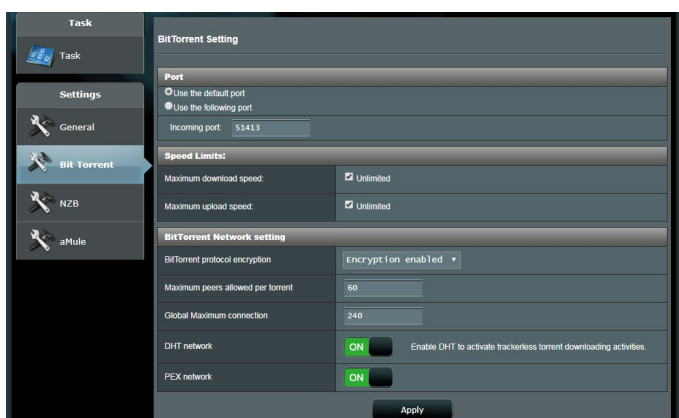 Task
Task
Settings
General
Bit Torrent
NZB
aMule
BitTorrent Setting
Port
Use the default port
Use the following port
Incoming port: 51413
Speed Limits:
Maximum download speed: Unlimited
Maximum upload speed: Unlimited
BitTorrent Network setting
BitTorrent protocol encryption Encryption enabled
Maximum peers allowed per torrent 60
Global Maximum connection 240
DHT network ON Enable DHT to activate trackerless torrent downloading activities.
PEX network ON
Apply